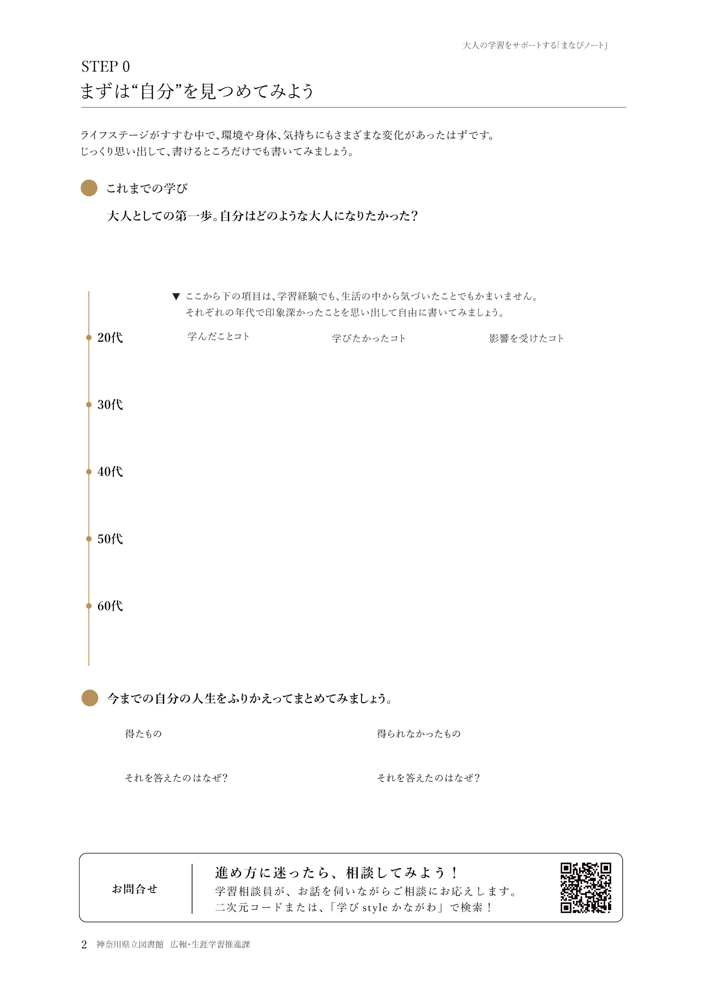 大人の学習をサポートする「まなびノート」
STEP 0
まずは“自分”を見つめてみよう
ライフステージがすすむ中で、環境や身体、気持ちにもさまざまな変化があったはずです。
じっくり思い出して、書けるところだけでも書いてみましょう。
これまでの学び
大人としての第一歩。自分はどのような大人になりたかった？
▼ ここから下の項目は、学習経験でも、生活の中から気づいたことでもかまいません。
それぞれの年代で印象深かったことを思い出して自由に書いてみましょう。
20代 学んだことコト 学びたかったコト 影響を受けたコト
30代
40代
50代
60代
今までの自分の人生をふりかえってまとめてみましょう。
得たもの 得られなかったもの
それを答えたのはなぜ？ それを答えたのはなぜ？
お問合せ
進め方に迷ったら、相談してみよう！
学習相談員が、お話を伺いながらご相談にお応えします。
二次元コードまたは、「学び style かながわ」で検索！
2 神奈川県立図書館 広報・生涯学習推進課